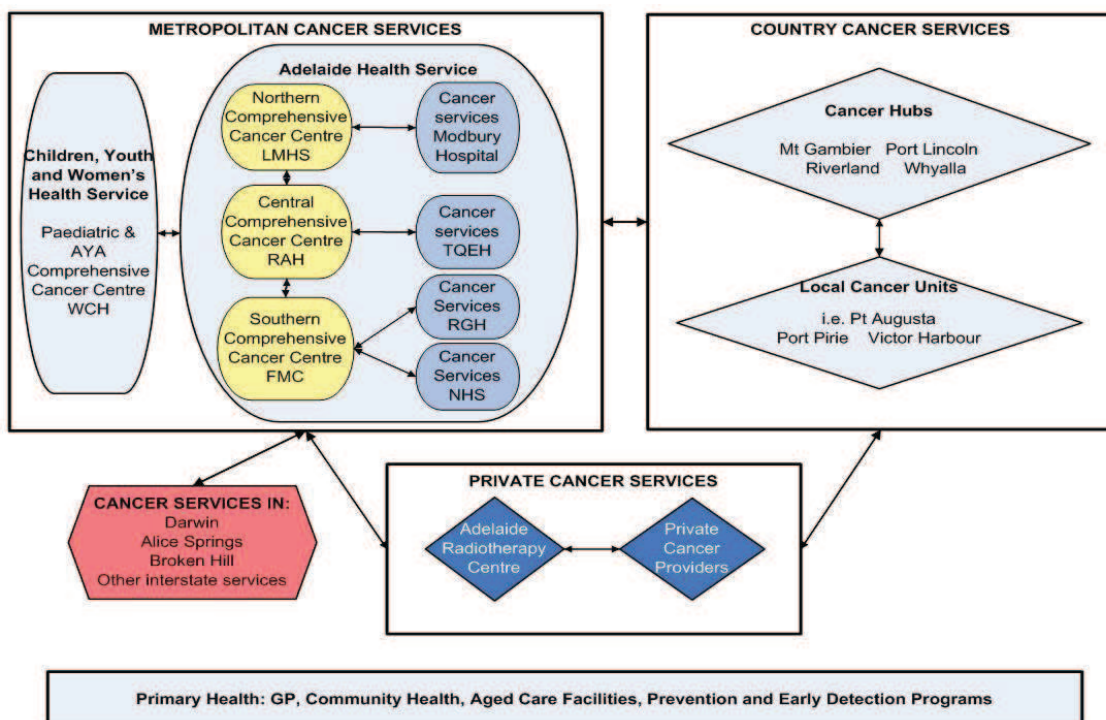 METROPOLITAN CANCER SERVICES
Children, Youth
and Women's
Health Service
Paediatric &
AYA
Comprehensive
Cancer Centre
WCH
Adelaide Health Service
Northern
Comprehensive
Cancer Centre
LMHS
Cancer
services
Modbury
Hospital
Central
Comprehensive
Cancer Centre
RAH
Cancer
services
TQEH
Southern
Comprehensive
Cancer Centre
FMC
Cancer
Services
RGH
Cancer
Services
NHS
COUNTRY CANCER SERVICES
Cancer Hubs
Mt Gambier Port Lincoln
Riverland Whyalla
Local Cancer Units
i.e. Pt Augusta
Port Pirie Victor Harbour
CANCER SERVICES IN:
Darwin
Alice Springs
Broken Hill
Other interstate services
PRIVATE CANCER SERVICES
Adelaide
Radiotherapy
Centre
Private
Cancer
Providers
Primary Health: GP, Community Health, Aged Care Facilities, Prevention and Early Detection Programs